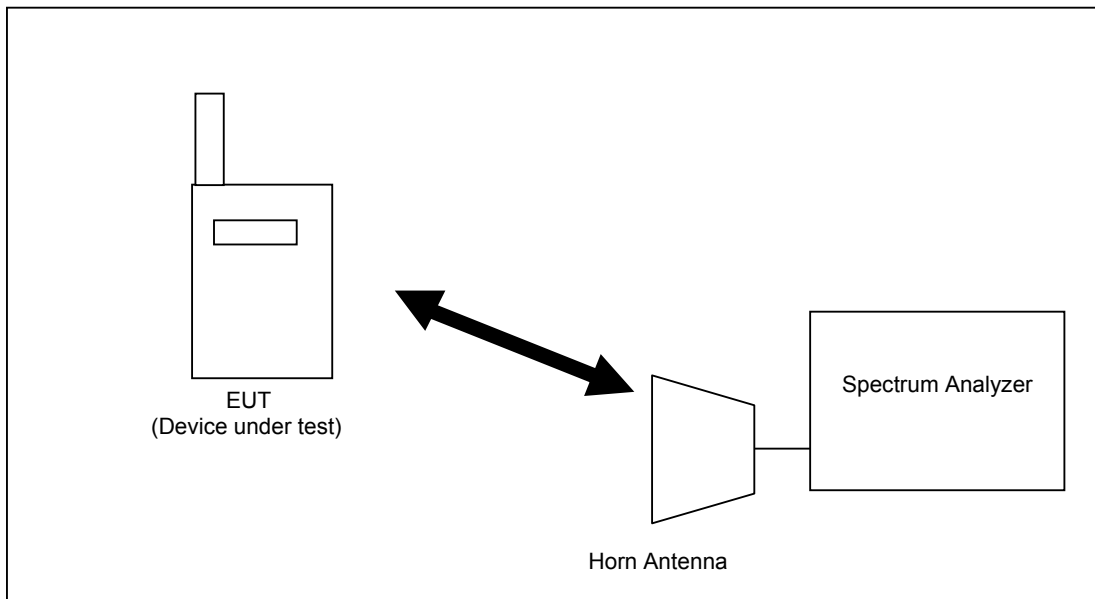 EUT
(Device under test)
Spectrum Analyzer
Horn Antenna